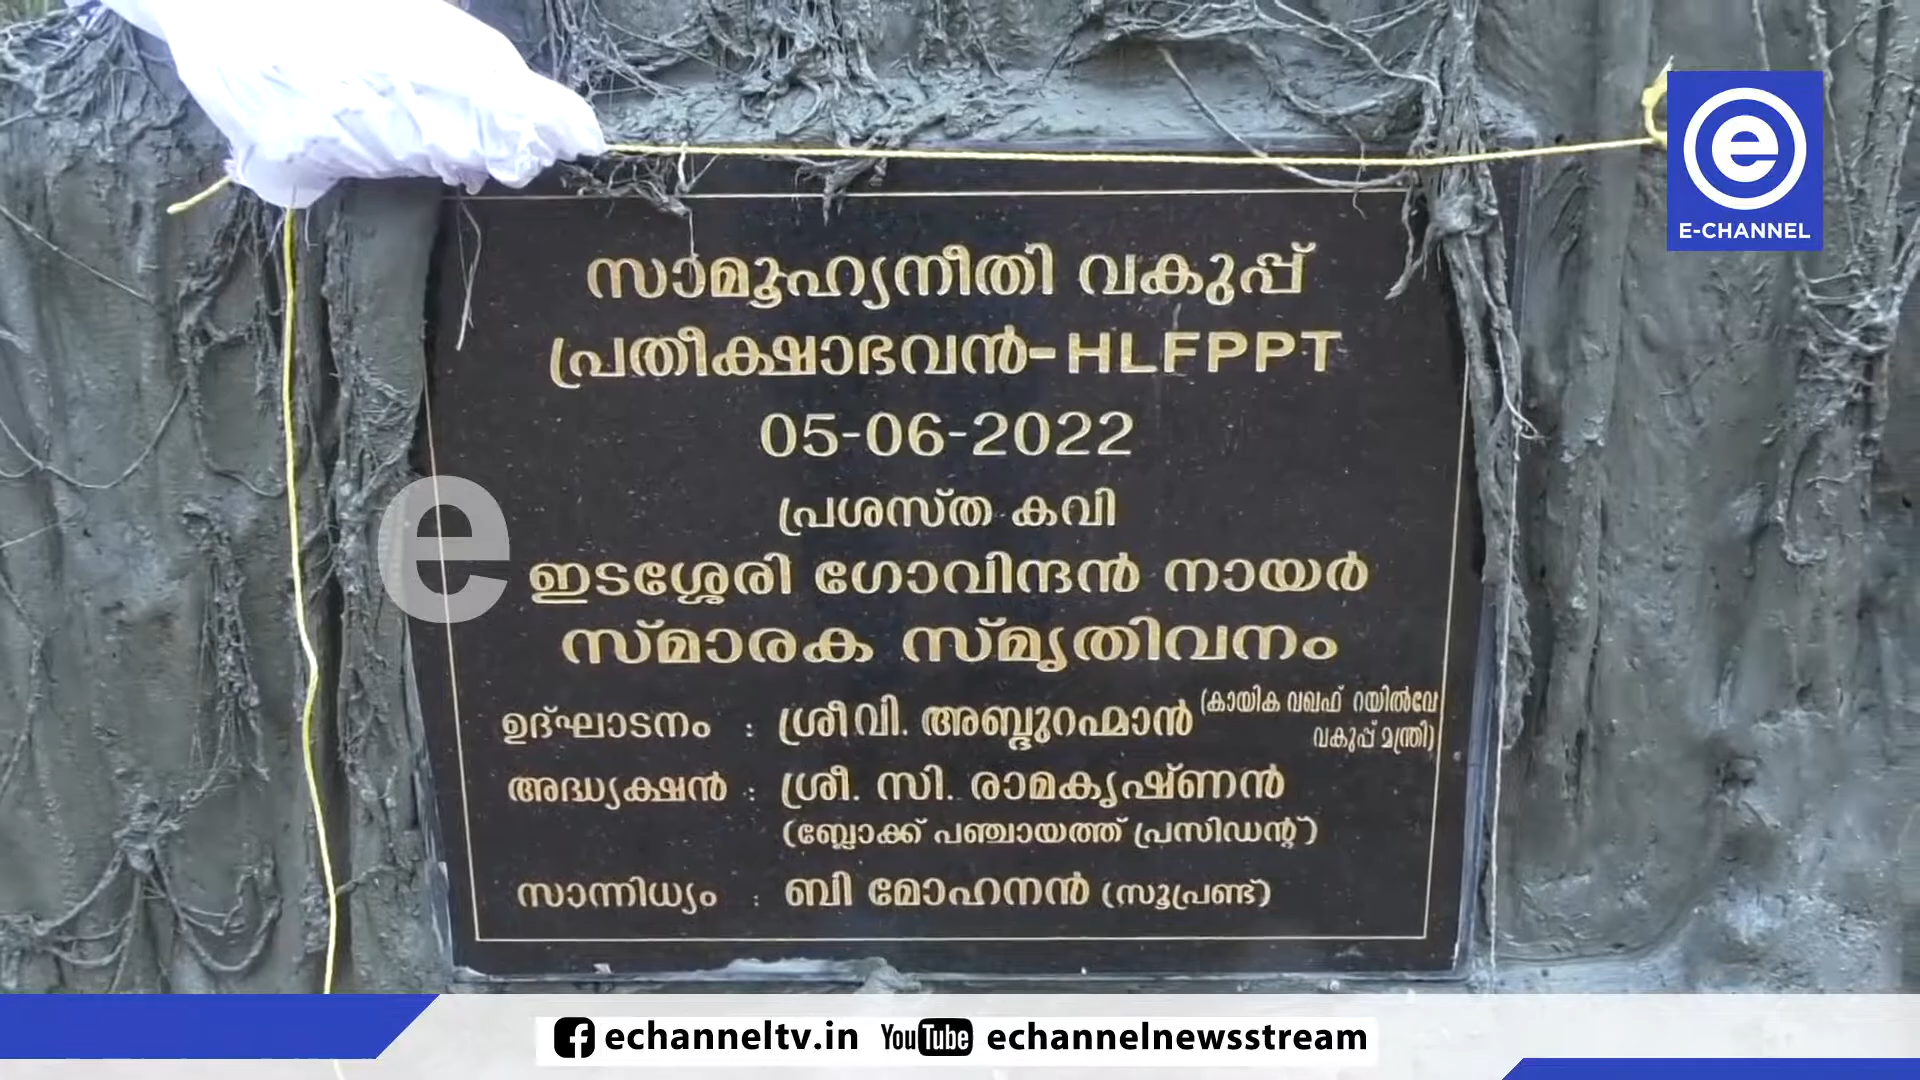 e
E-CHANNEL
സാമൂഹ്യനീതി വകുപ്പ്
പ്രതീക്ഷാഭവൻ-HLFPPT
05-06-2022
പ്രശസ്ത കവി
e
ഇടശ്ശേരി ഗോവിന്ദൻ നായർ
സ്മാരക സ്മൃതിവനം
ഉദ്ഘാടനം : ശ്രീ വി. അബ്ദുറഹ്മാൻ (കായിക വഖഫ് റയിൽവേ
വകുപ്പ് മന്ത്രി)
അദ്ധ്യക്ഷൻ : ശ്രീ. സി. രാമകൃഷ്ണൻ
(ബ്ലോക്ക് പഞ്ചായത്ത് പ്രസിഡന്റ്)
സാന്നിധ്യം : ബി മോഹനൻ (സൂപ്രണ്ട്)
echanneltv.in YouTube echannelnewsstream